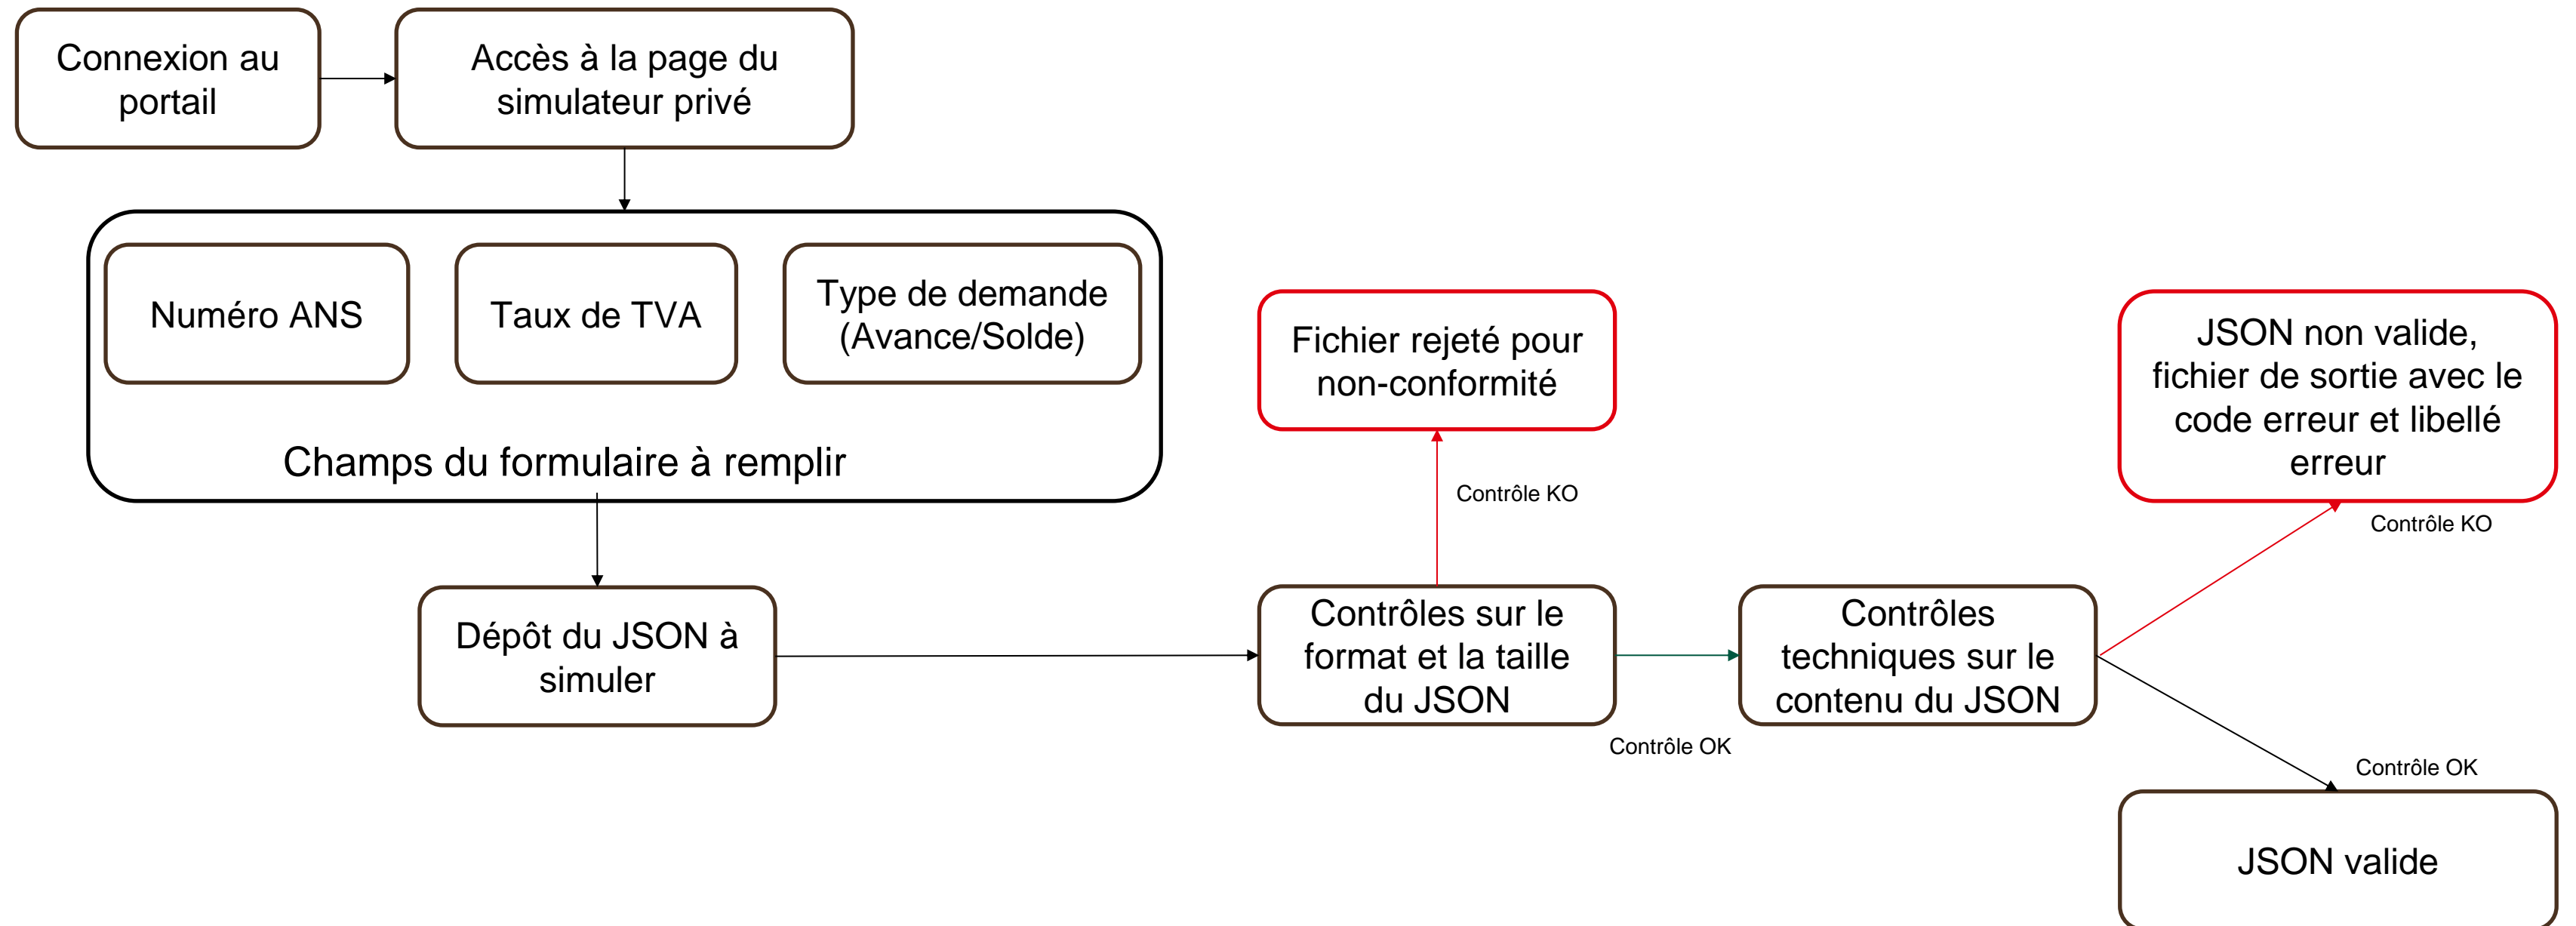 Connexion au
portail
Accès à la page du
simulateur privé
Numéro ANS
Taux de TVA
Type de demande
(Avance/Solde)
Champs du formulaire à remplir
Dépôt du JSON à
simuler
Fichier rejeté pour
non-conformité
Contrôle KO
Contrôles sur le
format et la taille
du JSON
Contrôle OK
Contrôles
techniques sur le
contenu du JSON
JSON non valide,
fichier de sortie avec le
code erreur et libellé
erreur
Contrôle KO
Contrôle OK
JSON valide